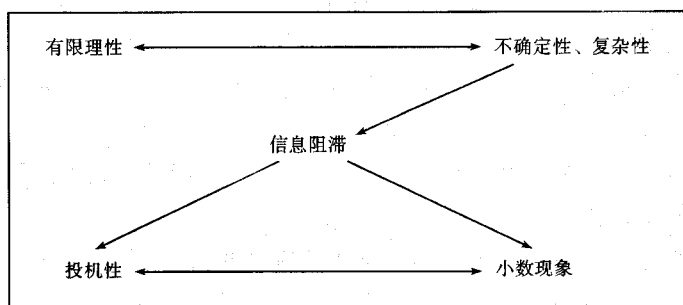 有限理性
不确定性、复杂性
信息阻滞
投机性
小数现象